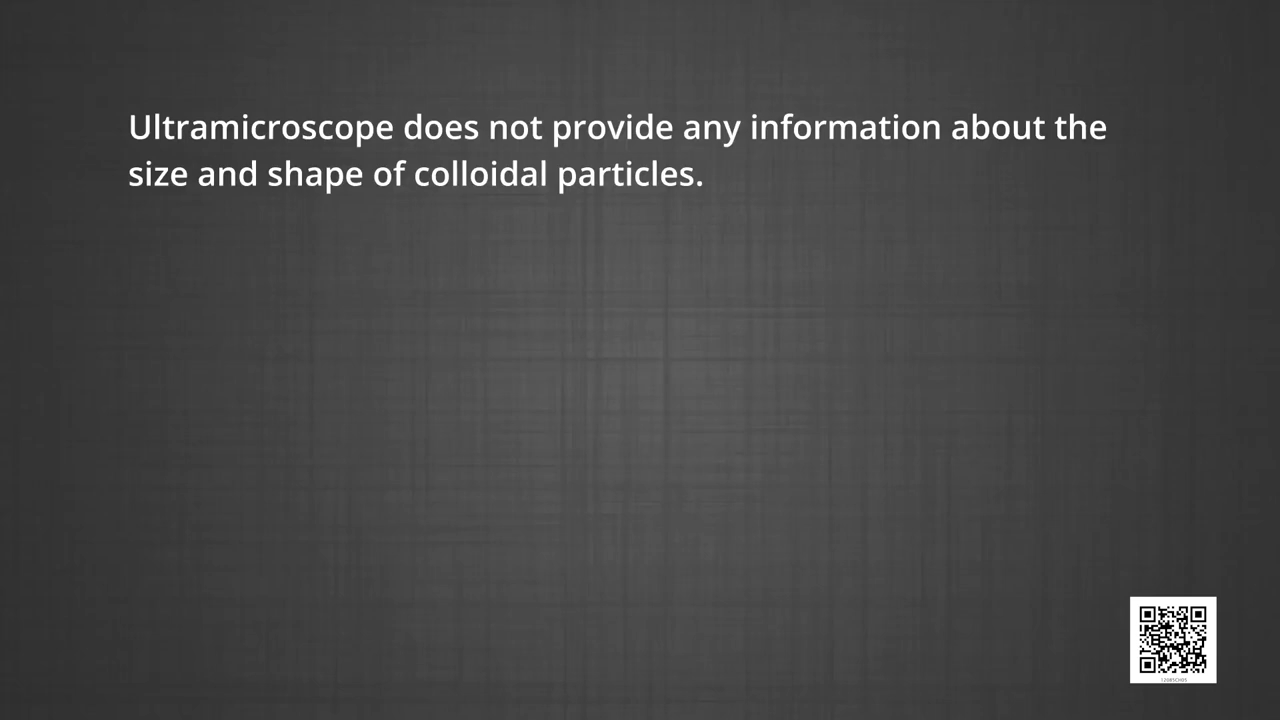 Ultramicroscope does not provide any information about the
size and shape of colloidal particles.